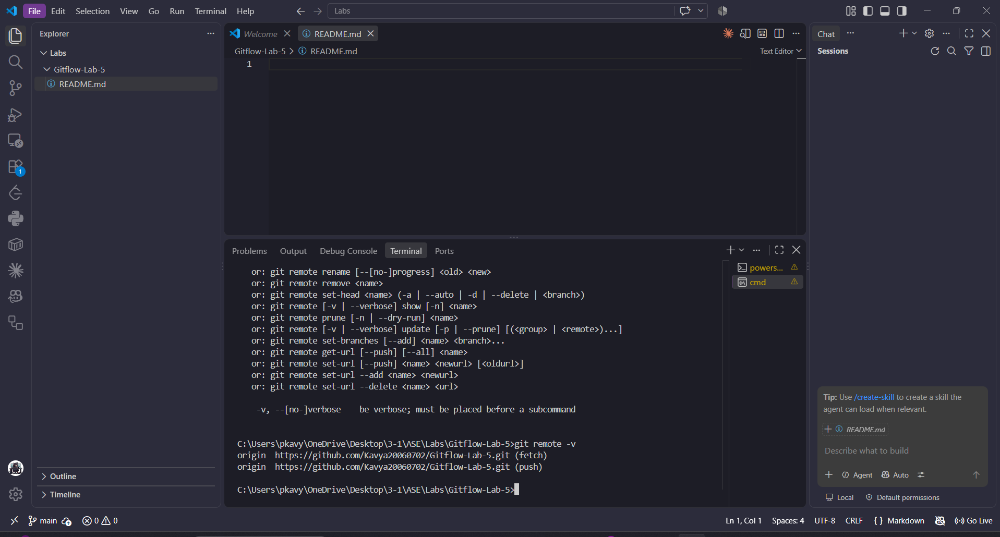 File Edit Selection View Go Run Terminal Help
Labs
Explorer
Labs
Gitflow-Lab-5
README.md
1
Outline
Timeline
Welcome
README.md
Gitflow-Lab-5 > README.md
Text Editor
1
Problems Output Debug Console Terminal Ports
or: git remote rename [--[no-]progress] <old> <new>
or: git remote remove <name>
or: git remote set-head <name> (-a | --auto | -d | --delete | <branch>)
or: git remote [-v | --verbose] show [-n] <name>
or: git remote prune [-n | --dry-run] <name>
or: git remote [-v | --verbose] update [-p | --prune] [(<group> | <remote>)...]
or: git remote set-branches [--add] <name> <branch>...
or: git remote get-url [--push] [--all] <name>
or: git remote set-url [--push] <name> <newurl> [<oldurl>]
or: git remote set-url --add <name> <newurl>
or: git remote set-url --delete <name> <url>
-v, --[no-]verbose    be verbose; must be placed before a subcommand
C:\Users\pkavy\OneDrive\Desktop\3-1\ASE\Labs\Gitflow-Lab-5>git remote -v
origin  https://github.com/Kavya20060702/Gitflow-Lab-5.git (fetch)
origin  https://github.com/Kavya20060702/Gitflow-Lab-5.git (push)
C:\Users\pkavy\OneDrive\Desktop\3-1\ASE\Labs\Gitflow-Lab-5>
powers...
cmd
Chat
Sessions
Tip: Use /create-skill to create a skill the
agent can load when relevant.
README.md
Describe what to build
Agent Auto
Local Default permissions
main 0 0
Ln 1, Col 1 Spaces: 4 UTF-8 CRLF { } Markdown Go Live